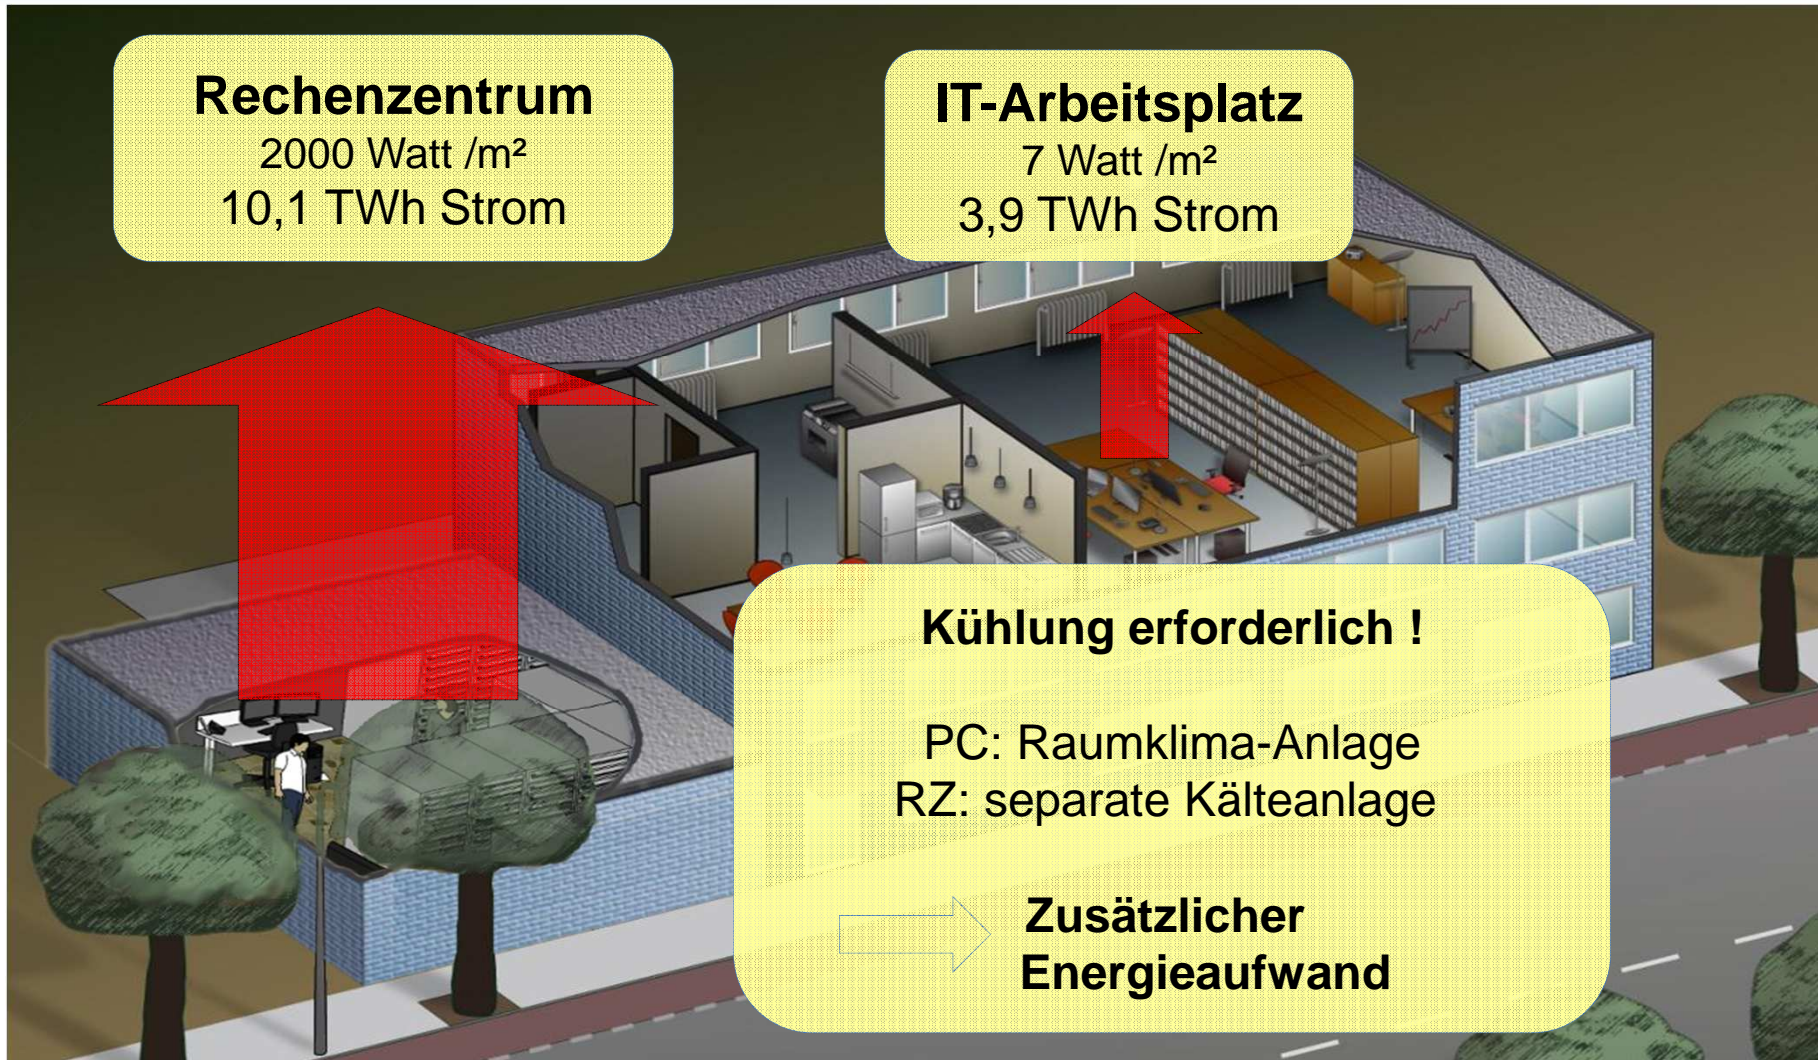 Rechenzentrum
2000 Watt /m²
10,1 TWh Strom
IT-Arbeitsplatz
7 Watt /m²
3,9 TWh Strom
Kühlung erforderlich !
PC: Raumklima-Anlage
RZ: separate Kälteanlage
Zusätzlicher
Energieaufwand